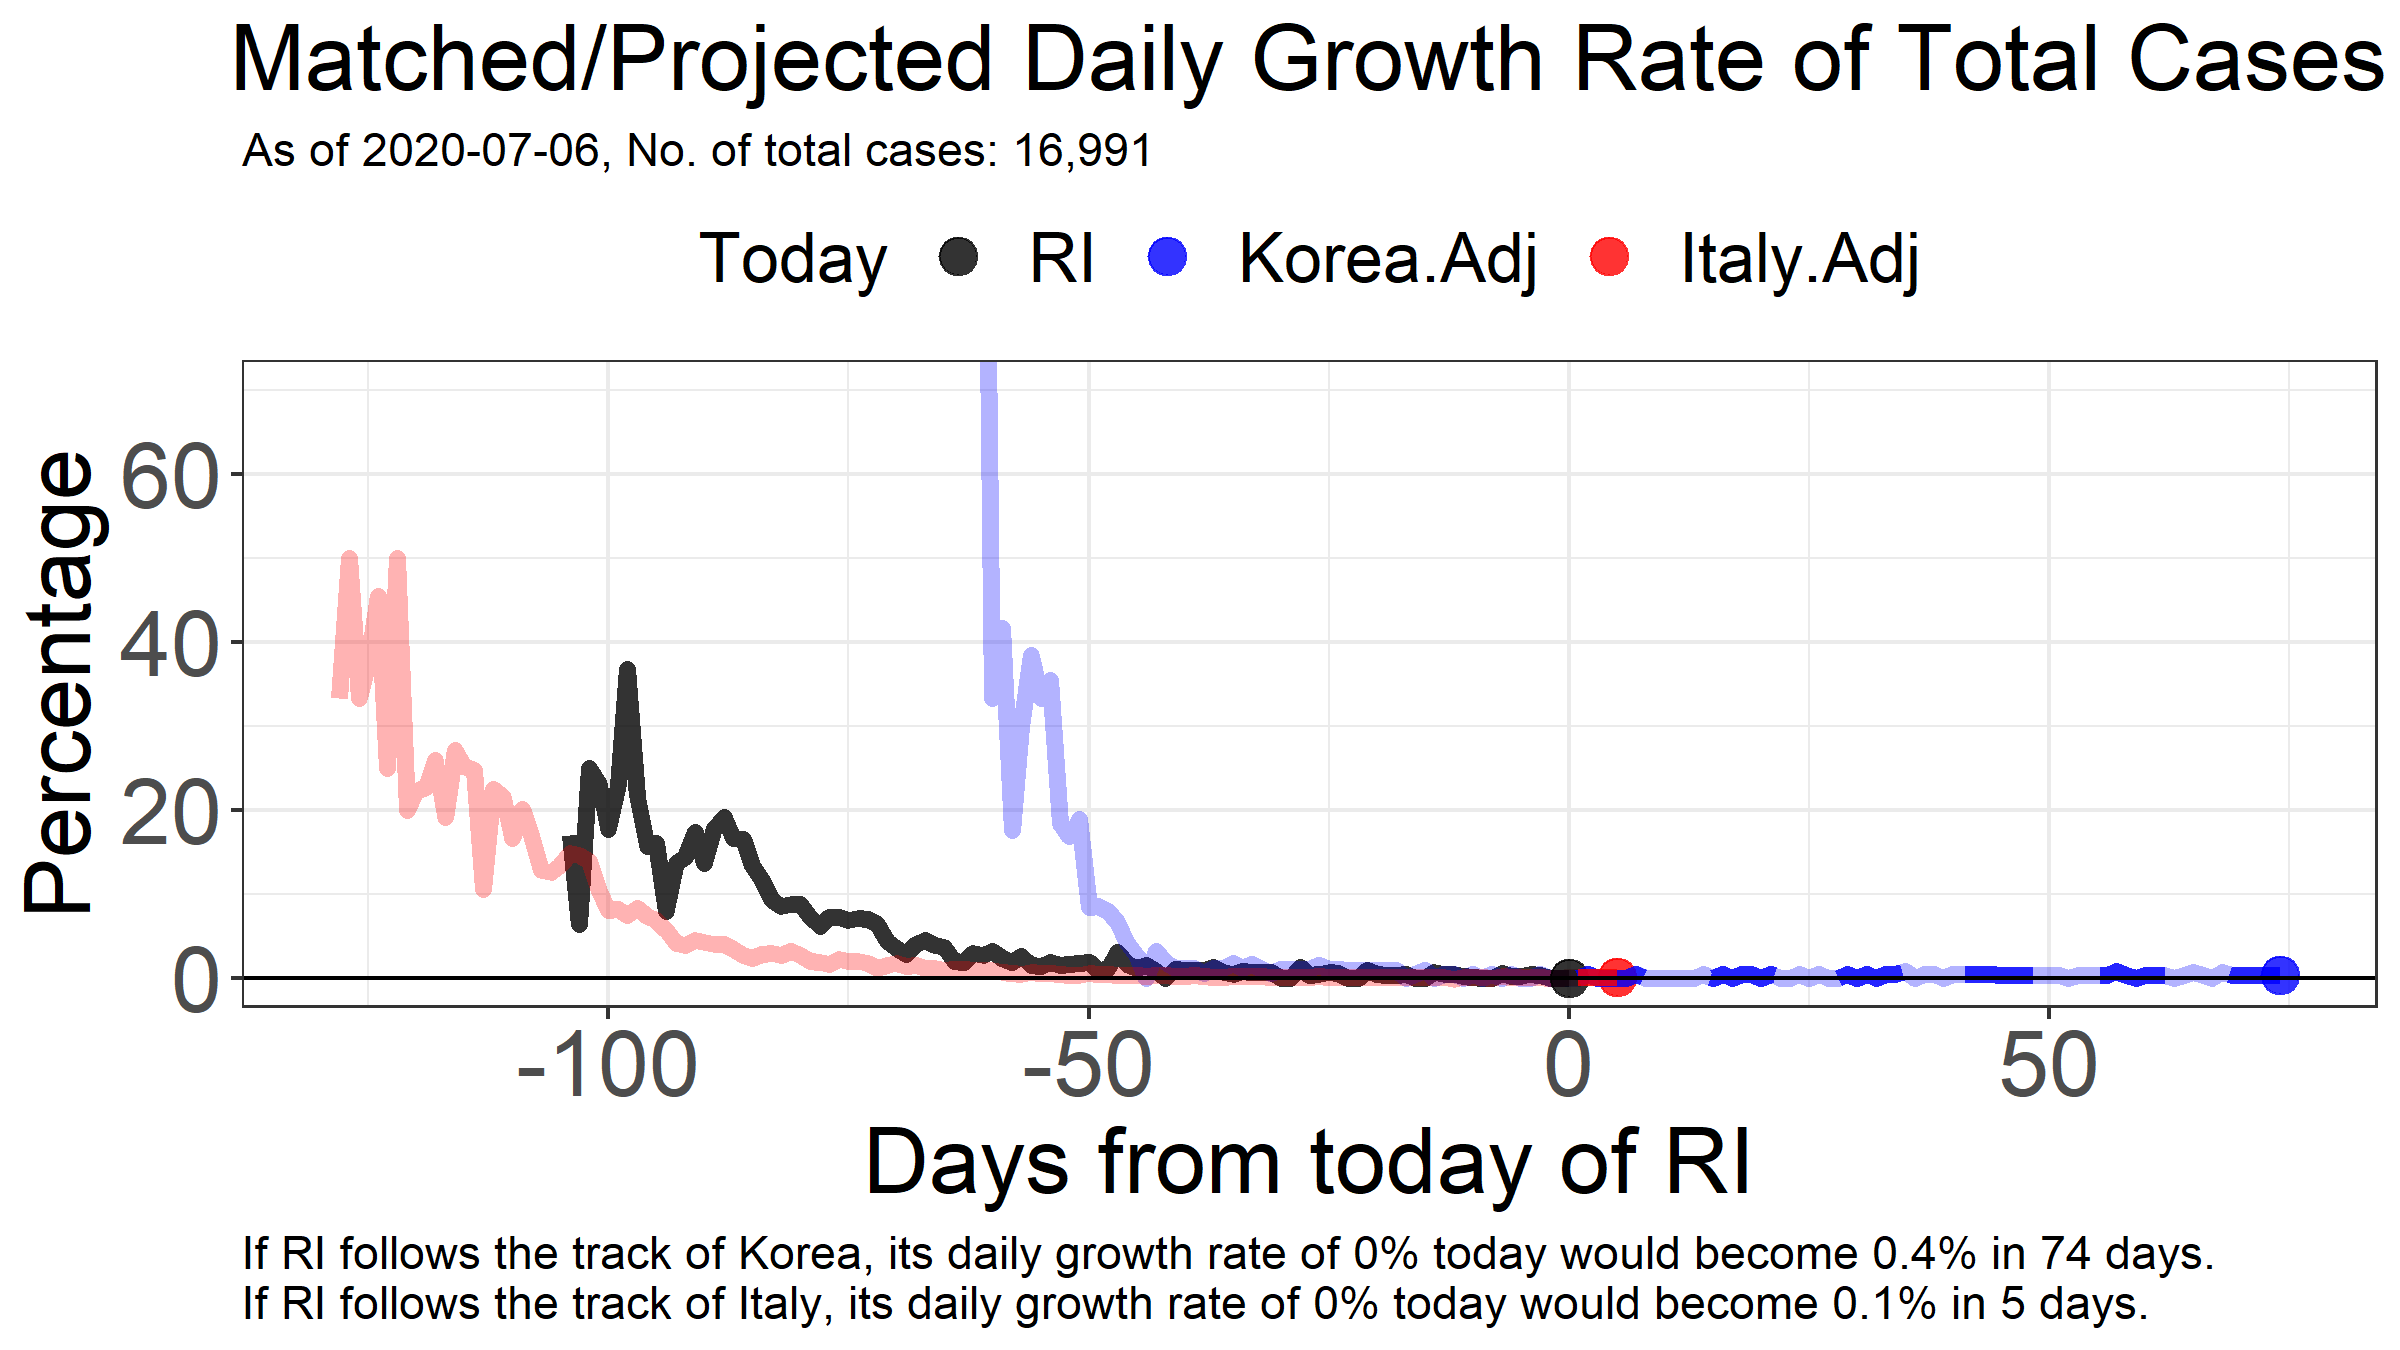 Matched/Projected Daily Growth Rate of Total Cases
As of 2020-07-06, No. of total cases: 16,991
Today RI Korea.Adj Italy.Adj
Percentage
60
40
20
0
-100 -50 0 50
Days from today of RI
If RI follows the track of Korea, its daily growth rate of 0% today would become 0.4% in 74 days.
If RI follows the track of Italy, its daily growth rate of 0% today would become 0.1% in 5 days.